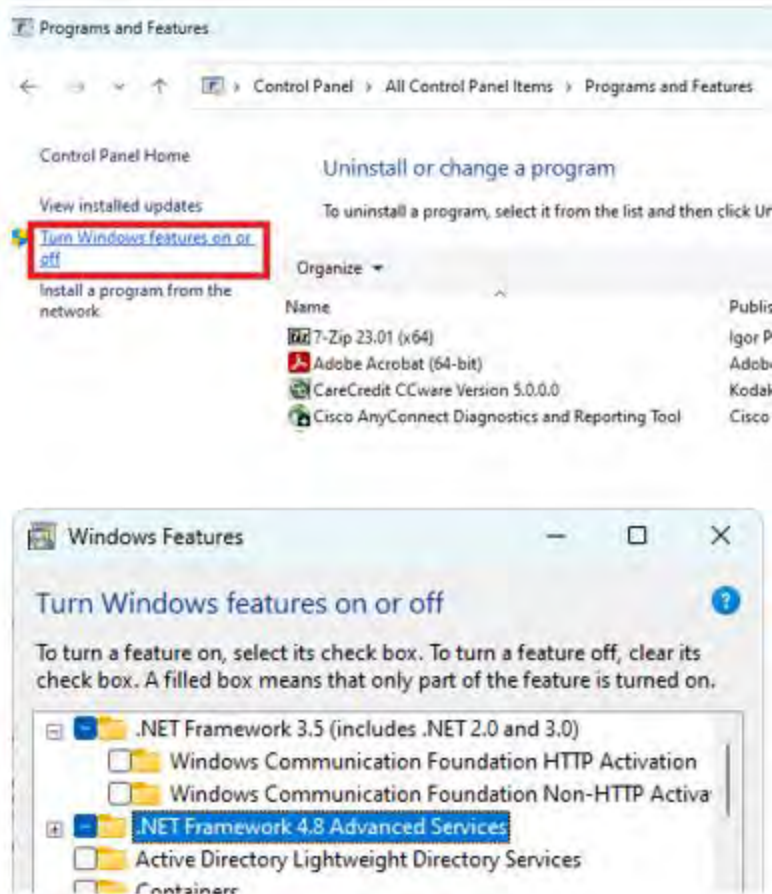 Programs and Features
Control Panel > All Control Panel Items > Programs and Features
Control Panel Home
Uninstall or change a program
View installed updates
To uninstall a program, select it from the list and then click Un
Turn Windows features on or
off
Organize
Install a program from the
network
Name
Publis
7-Zip 23.01 (x64)
Igor P
Adobe Acrobat (64-bit)
Adobe
CareCredit CCware Version 5.0.0.0
Kodak
Cisco AnyConnect Diagnostics and Reporting Tool
Cisco
Windows Features
Turn Windows features on or off
To turn a feature on, select its check box. To turn a feature off, clear its
check box. A filled box means that only part of the feature is turned on.
.NET Framework 3.5 (includes .NET 2.0 and 3.0)
Windows Communication Foundation HTTP Activation
Windows Communication Foundation Non-HTTP Activa
.NET Framework 4.8 Advanced Services
Active Directory Lightweight Directory Services
Containers